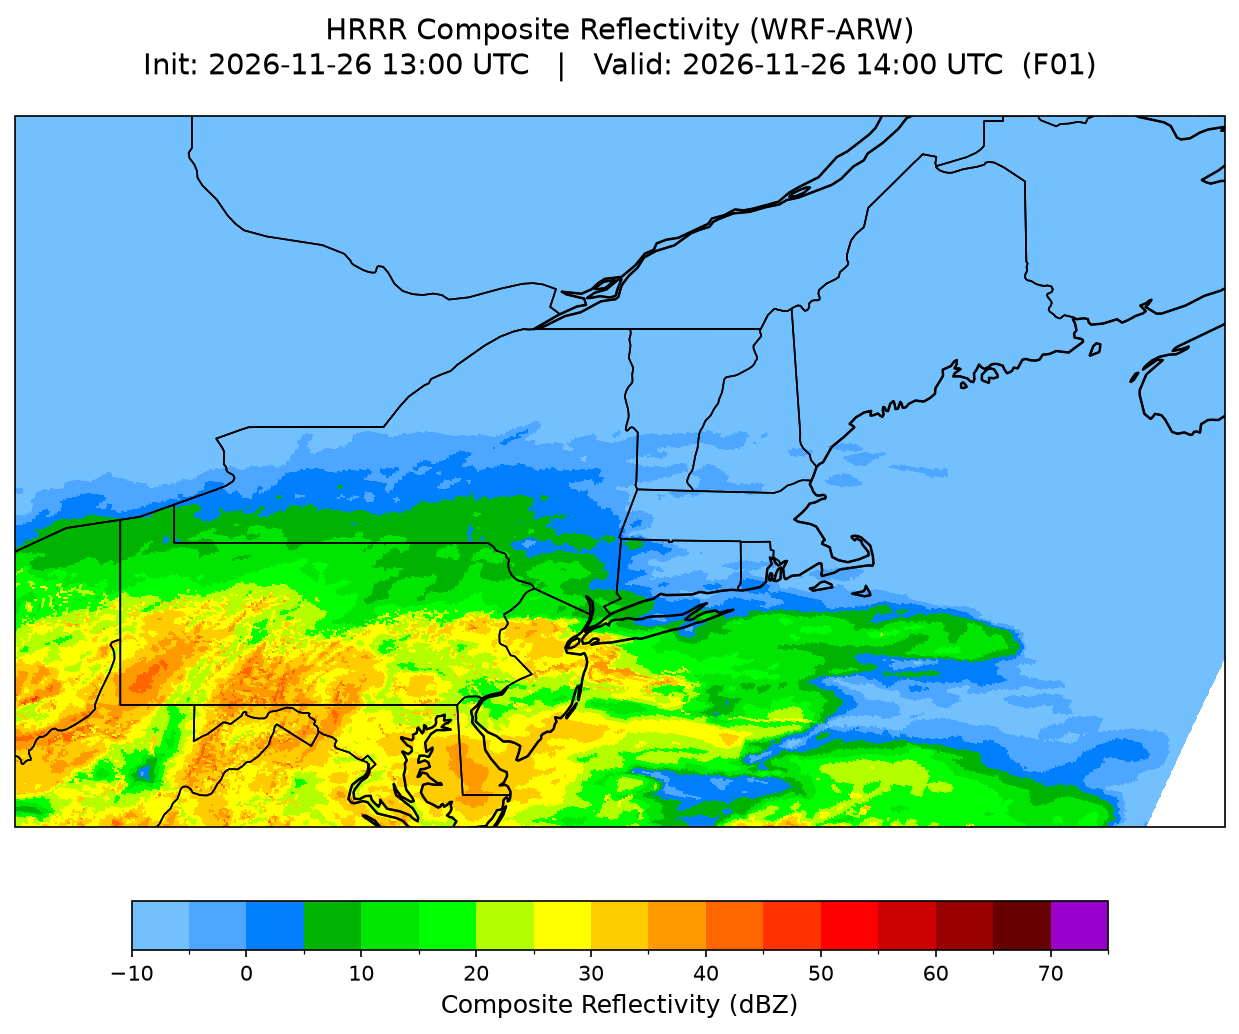 HRRR Composite Reflectivity (WRF-ARW)
Init: 2026-11-26 13:00 UTC | Valid: 2026-11-26 14:00 UTC (F01)
−10 0 10 20 30 40 50 60 70
Composite Reflectivity (dBZ)